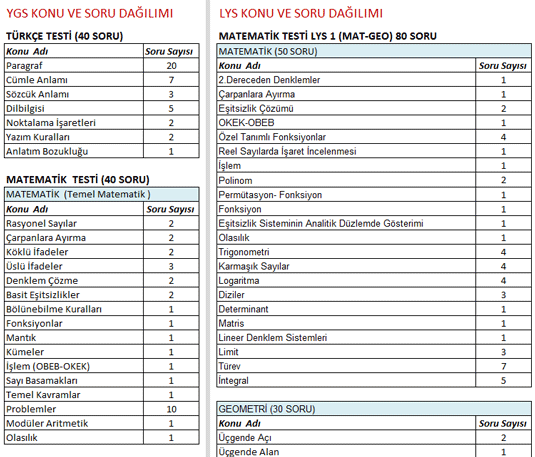 YGS KONU VE SORU DAĞILIMI
TÜRKÇE TESTİ (40 SORU)
Konu Adı Soru Sayısı
Paragraf 20
Cümle Anlamı 7
Sözcük Anlamı 3
Dilbilgisi 5
Noktalama İşaretleri 2
Yazım Kuralları 2
Anlatım Bozukluğu 1
MATEMATİK TESTİ (40 SORU)
MATEMATİK (Temel Matematik )
Konu Adı Soru Sayısı
Rasyonel Sayılar 2
Çarpanlara Ayırma 2
Köklü İfadeler 2
Üslü İfadeler 3
Denklem Çözme 2
Basit Eşitsizlikler 2
Bölünebilme Kuralları 1
Fonksiyonlar 1
Mantık 1
Kümeler 1
İşlem (OBEB-OKEK) 1
Sayı Basamakları 1
Temel Kavramlar 1
Problemler 10
Modüler Aritmetik 1
Olasılık 1
LYS KONU VE SORU DAĞILIMI
MATEMATİK TESTİ LYS 1 (MAT-GEO) 80 SORU
MATEMATİK (50 SORU)
Konu Adı Soru Sayısı
2.Dereceden Denklemler 1
Çarpanlara Ayırma 1
Eşitsizlik Çözümü 2
OKEK-OBEB 1
Özel Tanımlı Fonksiyonlar 4
Reel Sayılarda İşaret İncelenmesi 1
İşlem 1
Polinom 2
Permütasyon- Fonksiyon 1
Fonksiyon 1
Eşitsizlik Sisteminin Analitik Düzlemde Gösterimi 1
Olasılık 1
Trigonometri 4
Karmaşık Sayılar 4
Logaritma 4
Diziler 3
Determinant 1
Matris 1
Lineer Denklem Sistemleri 1
Limit 3
Türev 7
İntegral 5
GEOMETRİ (30 SORU)
Konu Adı Soru Sayısı
Üçgende Açı 2
Üçgende Alan 1